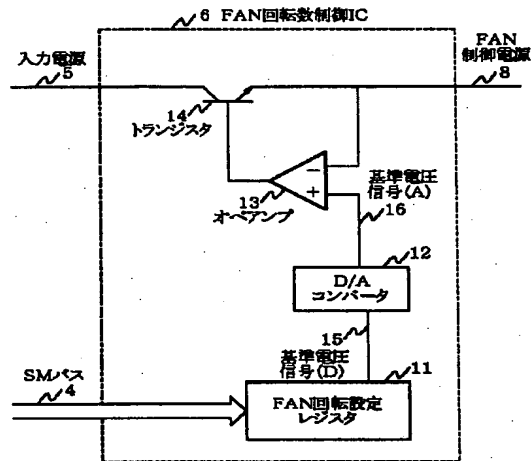 6 FAN回転数制御IC
入力電源
5
FAN
制御電源
8
14
トランジスタ
−
+
13
オペアンプ
基準電圧
信号(A)
16
12
D/A
コンバータ
15
基準電圧
信号(D)
11
SMバス
4
FAN回転設定
レジスタ